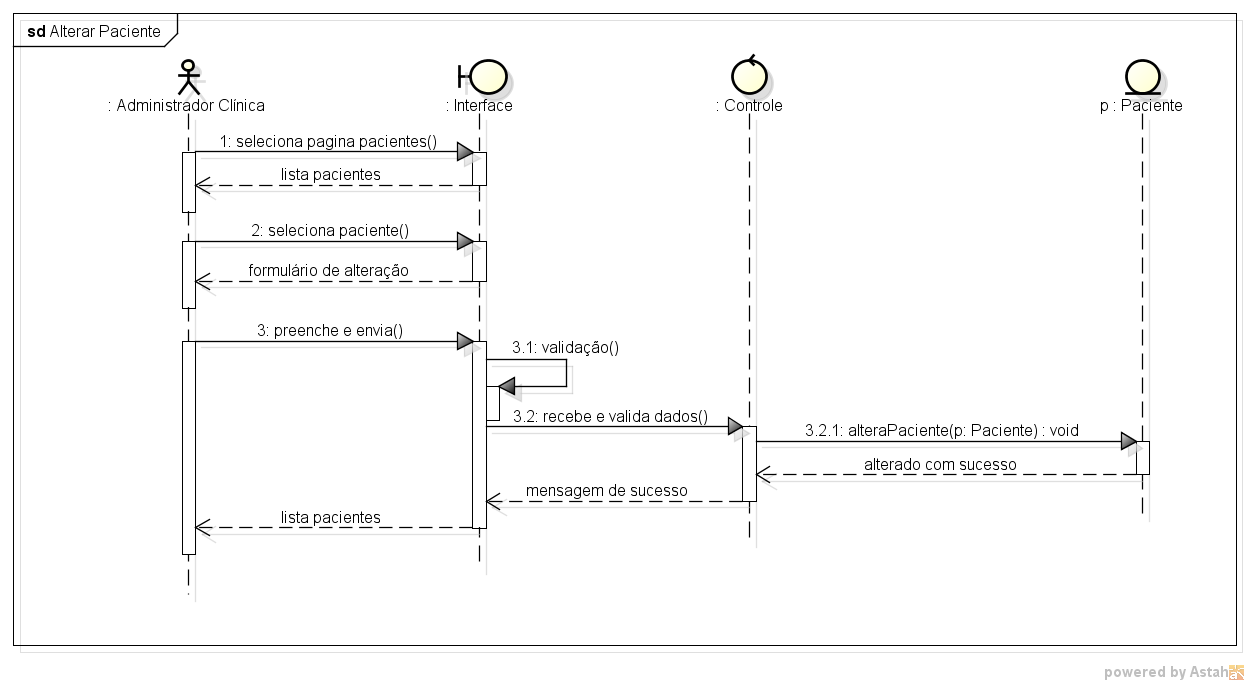 sd Alterar Paciente
: Administrador Clínica
: Interface
: Controle
p : Paciente
1: seleciona pagina pacientes()
lista pacientes
2: seleciona paciente()
formulário de alteração
3: preenche e envia()
3.1: validação()
3.2: recebe e valida dados()
3.2.1: alteraPaciente(p: Paciente) : void
alterado com sucesso
mensagem de sucesso
lista pacientes
powered by Astah